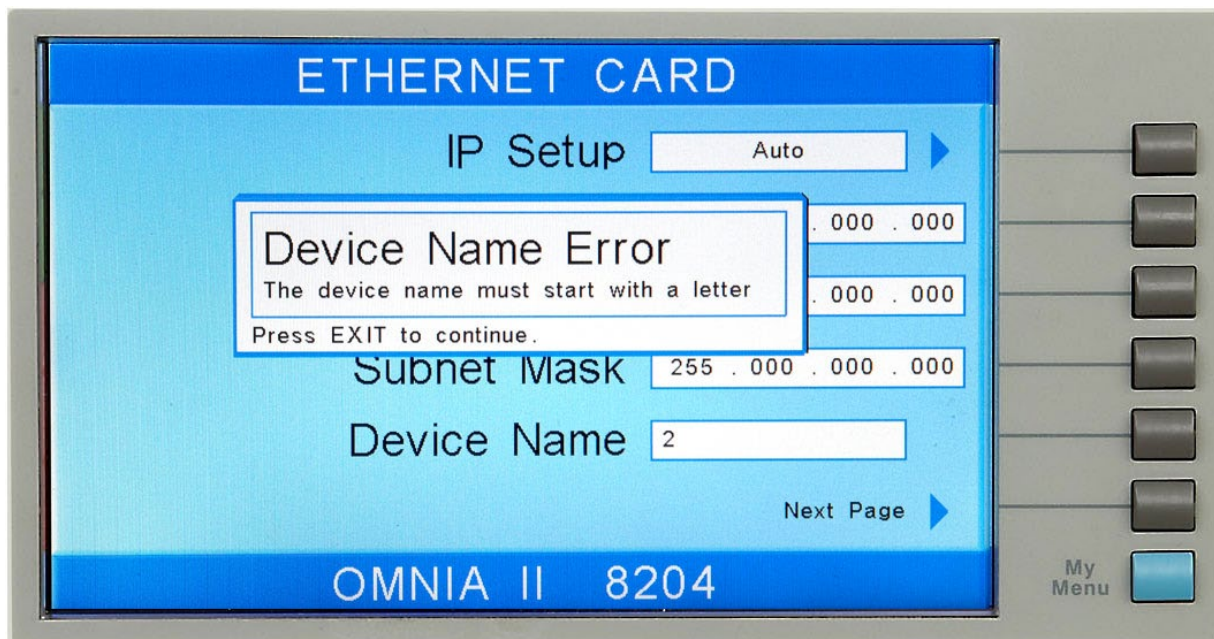 ETHERNET CARD
IP Setup Auto
. 000 . 000
Device Name Error
The device name must start with a letter
. 000 . 000
Press EXIT to continue.
Subnet Mask 255 . 000 . 000 . 000
Device Name 2
Next Page
OMNIA II 8204
My
Menu